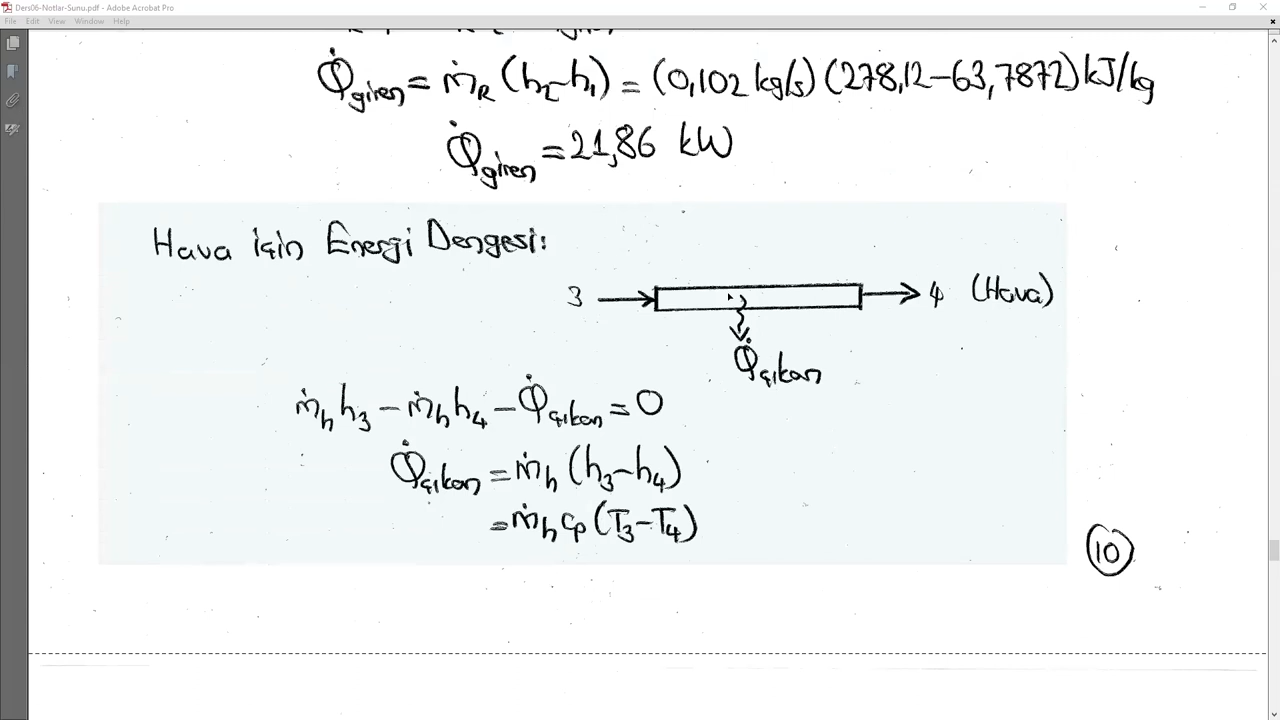 Ders06-Notlar-Sunu.pdf - Adobe Acrobat Pro
File Edit View Window Help
Q̇giren = ṁR (h2-h1) = (0,102 kg/s) (278,12-63,7872) kJ/kg
Q̇giren = 21,86 kW
Hava için Energi Dengesi:
3 4 (Hava)
Q̇çıkan
ṁh h3 - ṁh h4 - Q̇çıkan = 0
Q̇çıkan = ṁh (h3-h4)
= ṁh cp (T3-T4)
10